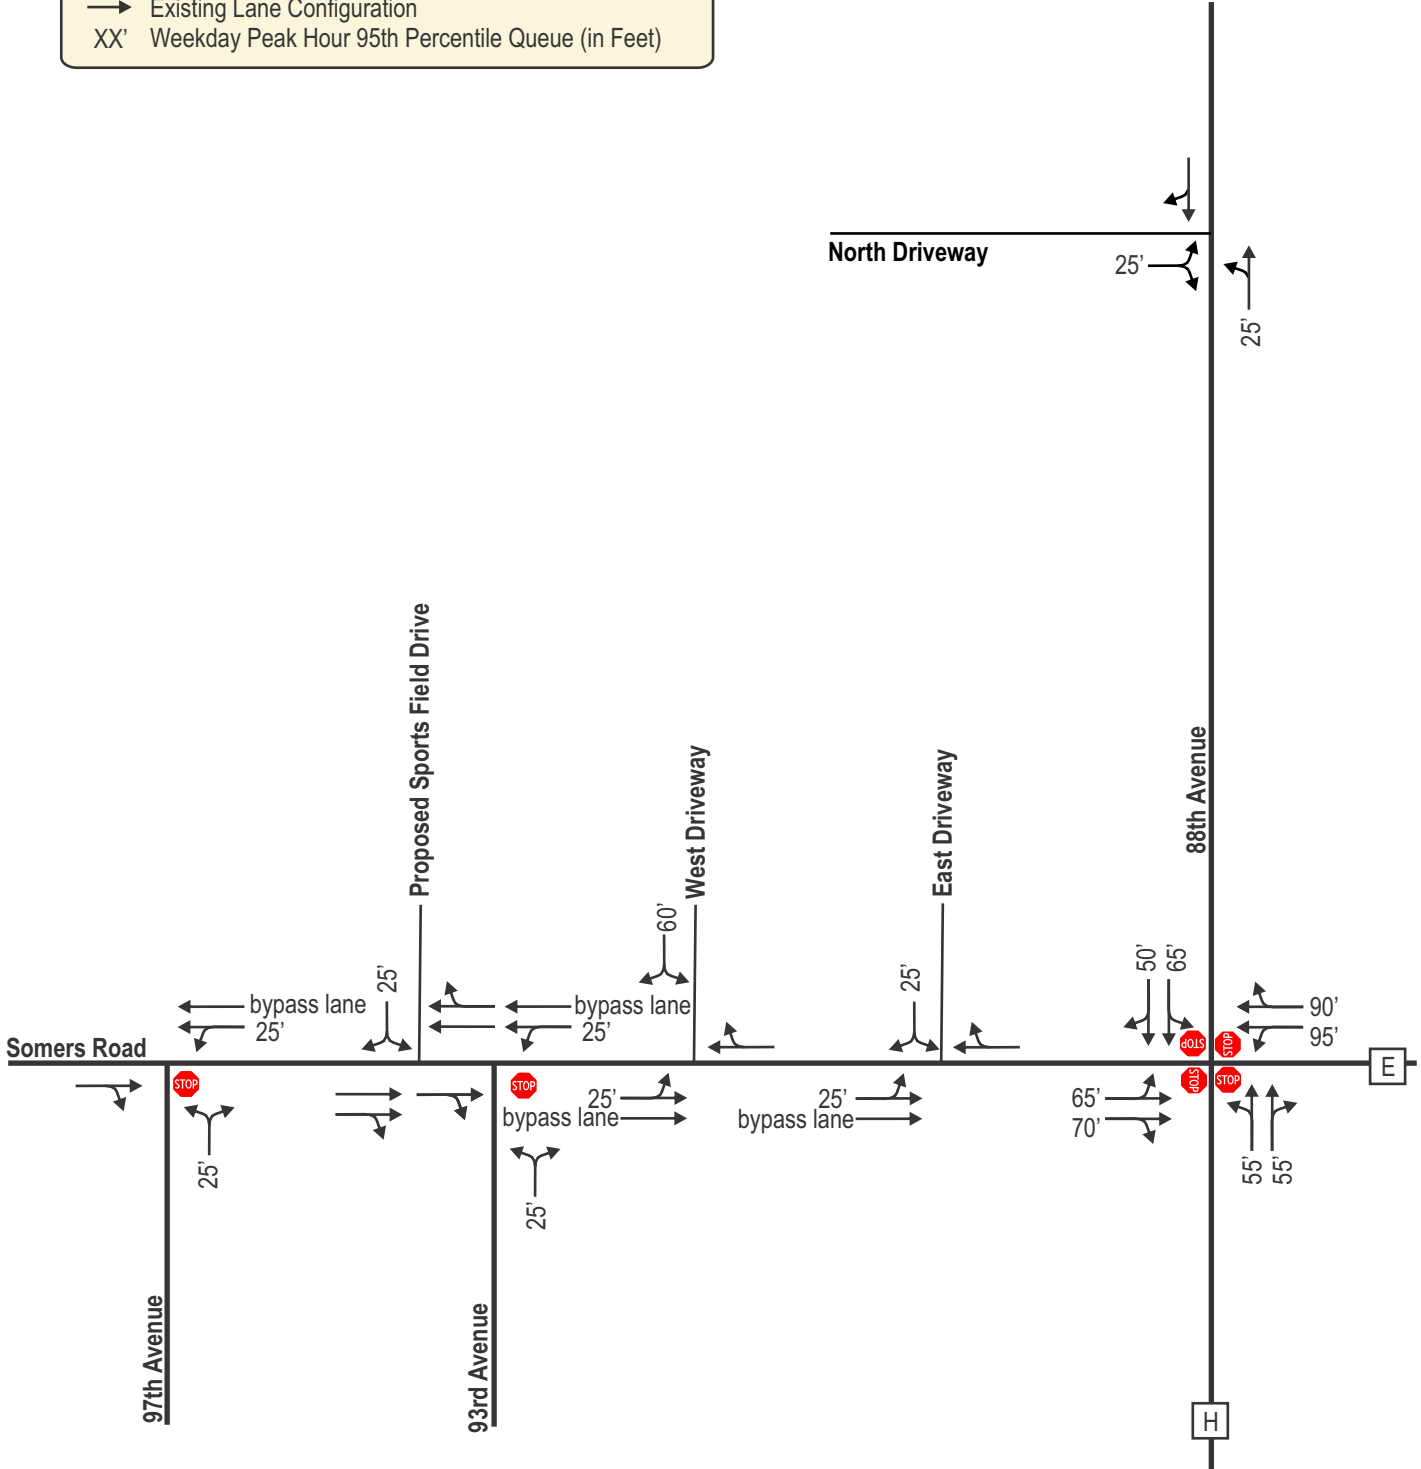 Existing Lane Configuration
XX' Weekday Peak Hour 95th Percentile Queue (in Feet)
North Driveway
25'
25'
Proposed Sports Field Drive
West Driveway
East Driveway
88th Avenue
60'
50'
65'
25'
25'
bypass lane
25'
bypass lane
25'
90'
95'
Somers Road
STOP
STOP
E
STOP
STOP
STOP
STOP
25'
bypass lane
25'
bypass lane
65'
70'
25'
25'
55'
55'
97th Avenue
93rd Avenue
H